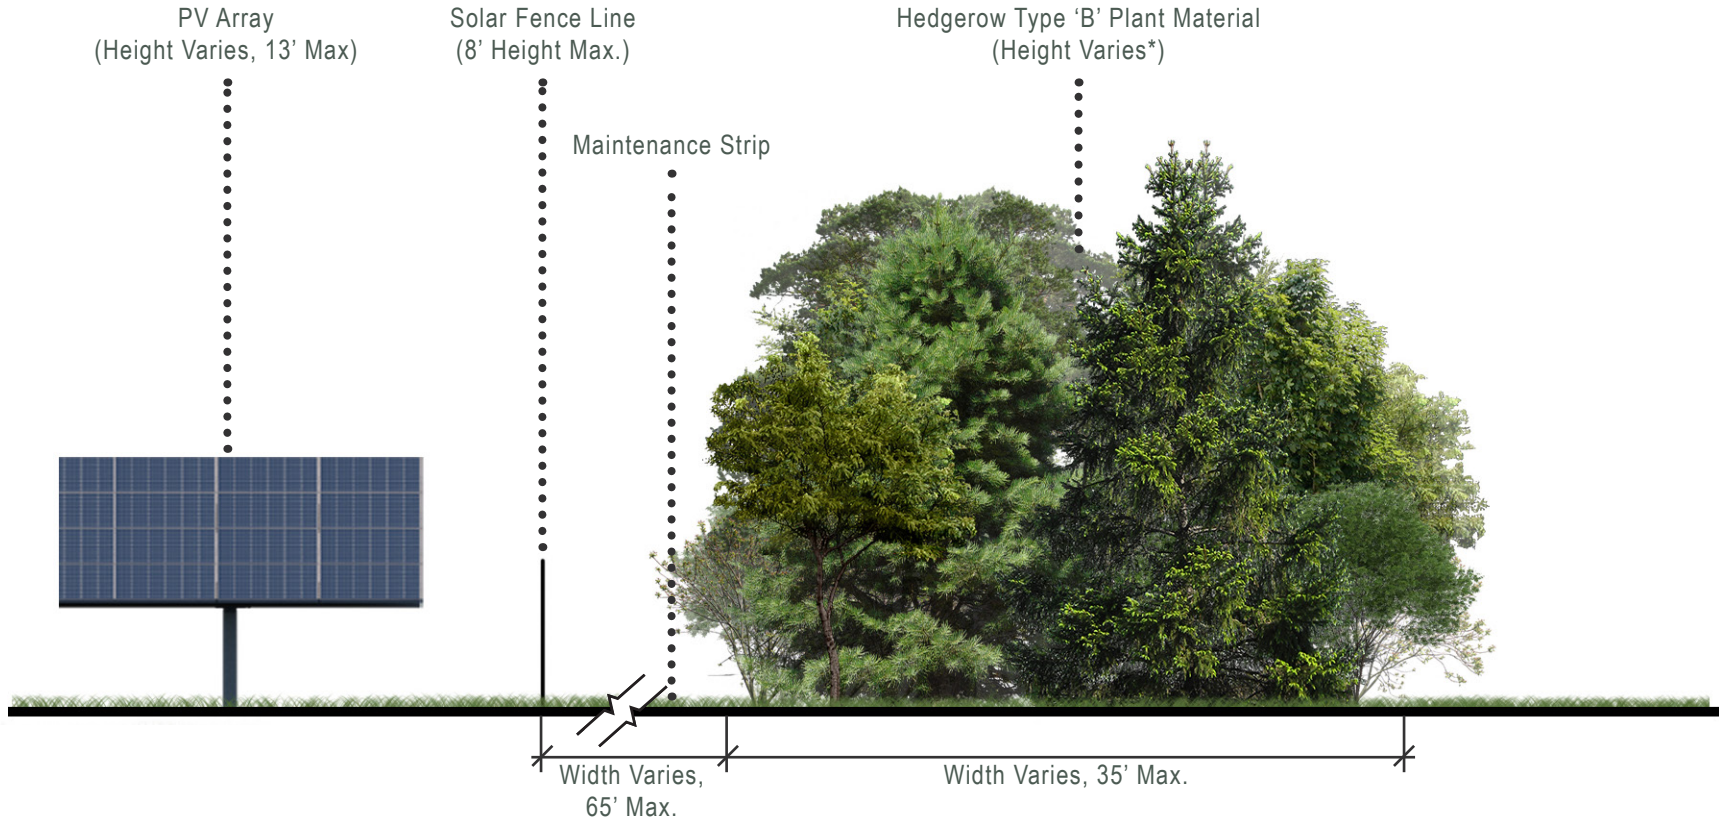 PV Array
(Height Varies, 13’ Max)
Solar Fence Line
(8’ Height Max.)
Hedgerow Type ‘B’ Plant Material
(Height Varies*)
Maintenance Strip
Width Varies,
65’ Max.
Width Varies, 35’ Max.